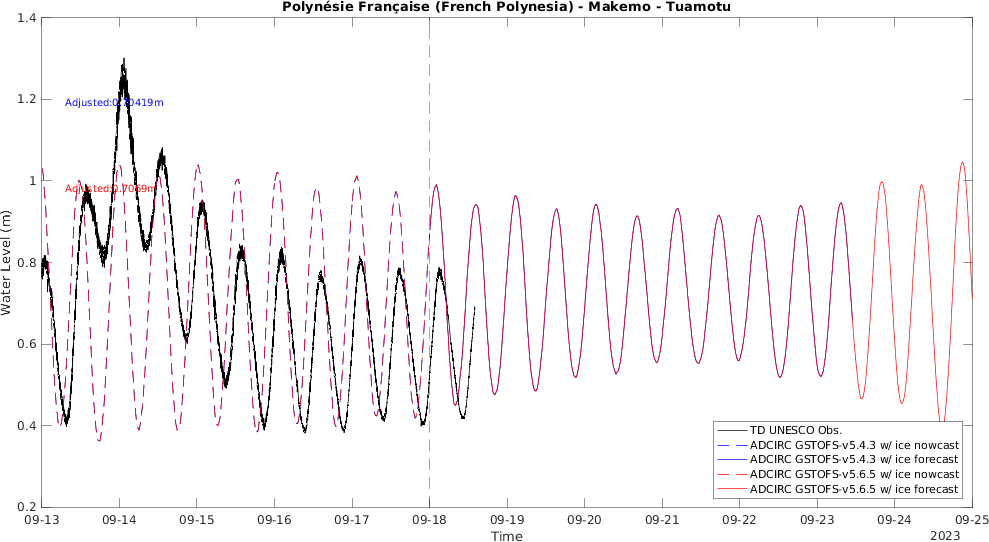 Polynésie Française (French Polynesia) - Makemo - Tuamotu
1.4
1.2
1
0.8
0.6
0.4
0.2
Water Level (m)
Adjusted:0.70419m
Adjusted:0.7069m
TD UNESCO Obs.
ADCIRC GSTOFS-v5.4.3 w/ ice nowcast
ADCIRC GSTOFS-v5.4.3 w/ ice forecast
ADCIRC GSTOFS-v5.6.5 w/ ice nowcast
ADCIRC GSTOFS-v5.6.5 w/ ice forecast
09-13 09-14 09-15 09-16 09-17 09-18 09-19 09-20 09-21 09-22 09-23 09-24 09-25
Time
2023